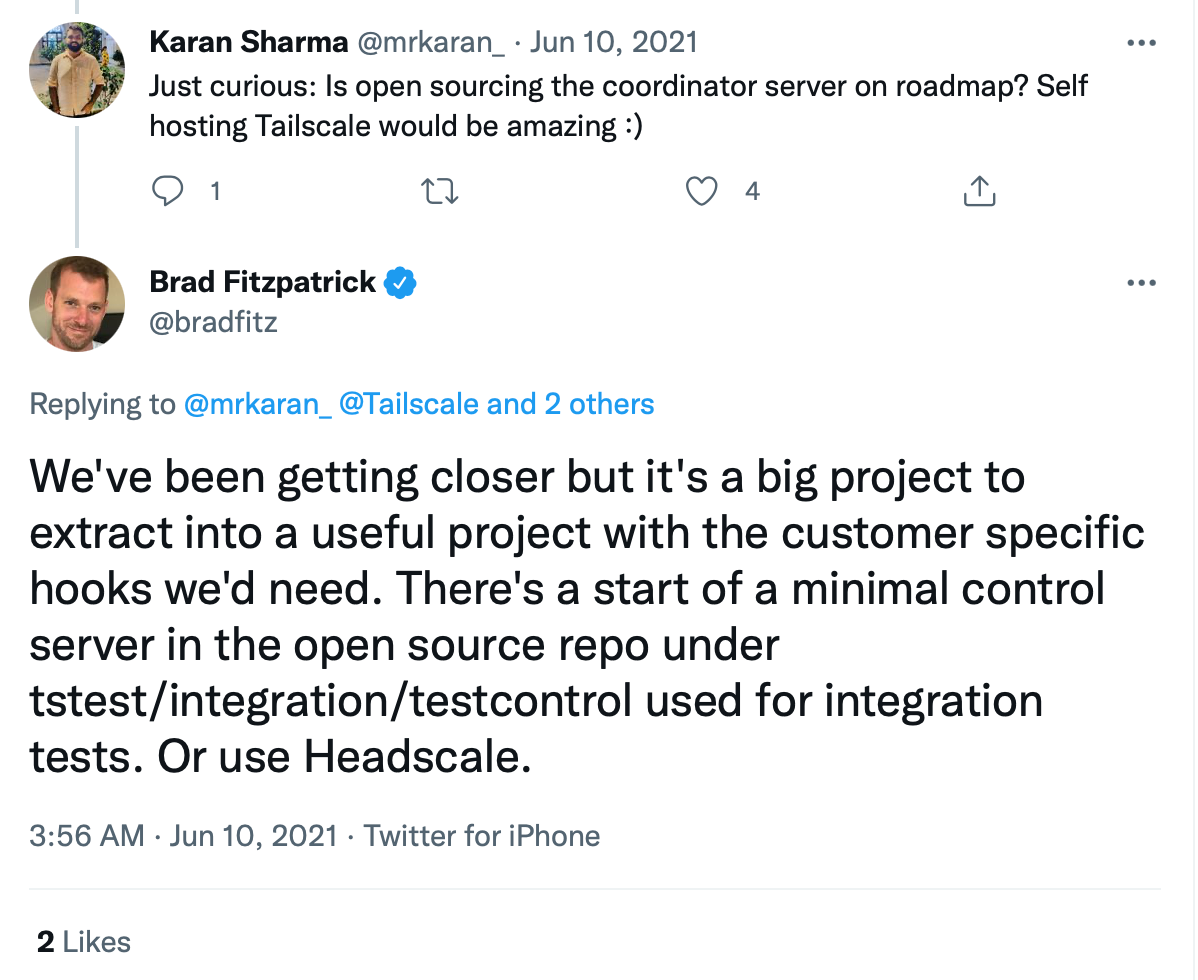 Karan Sharma @mrkaran_ · Jun 10, 2021
Just curious: Is open sourcing the coordinator server on roadmap? Self
hosting Tailscale would be amazing :)
1 4
Brad Fitzpatrick
@bradfitz
Replying to @mrkaran_ @Tailscale and 2 others
We've been getting closer but it's a big project to
extract into a useful project with the customer specific
hooks we'd need. There's a start of a minimal control
server in the open source repo under
tstest/integration/testcontrol used for integration
tests. Or use Headscale.
3:56 AM · Jun 10, 2021 · Twitter for iPhone
2 Likes